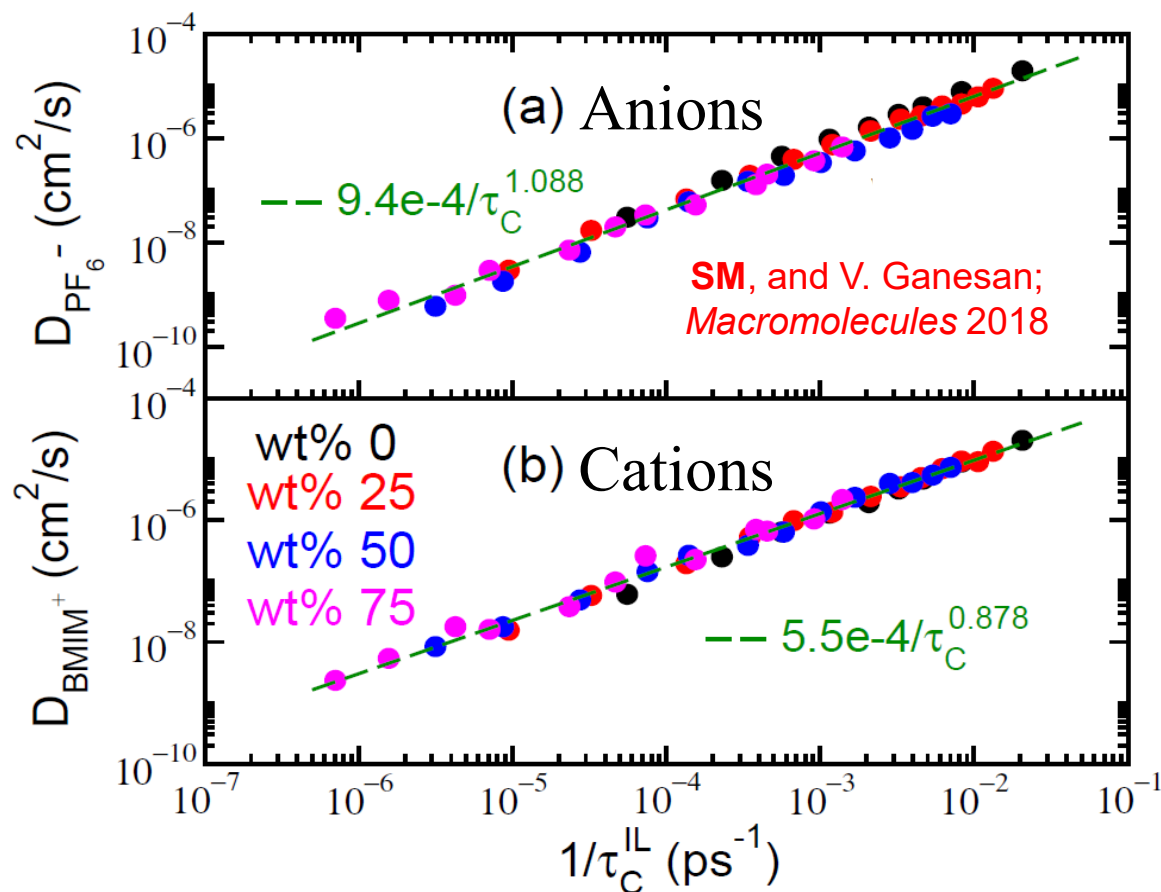 10⁻⁴
(a) Anions
10⁻⁶
9.4e-4/τ_C^1.088
10⁻⁸
SM, and V. Ganesan;
Macromolecules 2018
10⁻¹⁰
D_PF₆- (cm²/s)
10⁻⁴
wt% 0
(b) Cations
wt% 25
10⁻⁶
wt% 50
wt% 75
10⁻⁸
5.5e-4/τ_C^0.878
10⁻¹⁰
D_BMIM⁺ (cm²/s)
10⁻⁷ 10⁻⁶ 10⁻⁵ 10⁻⁴ 10⁻³ 10⁻² 10⁻¹
1/τ_C^IL (ps⁻¹)